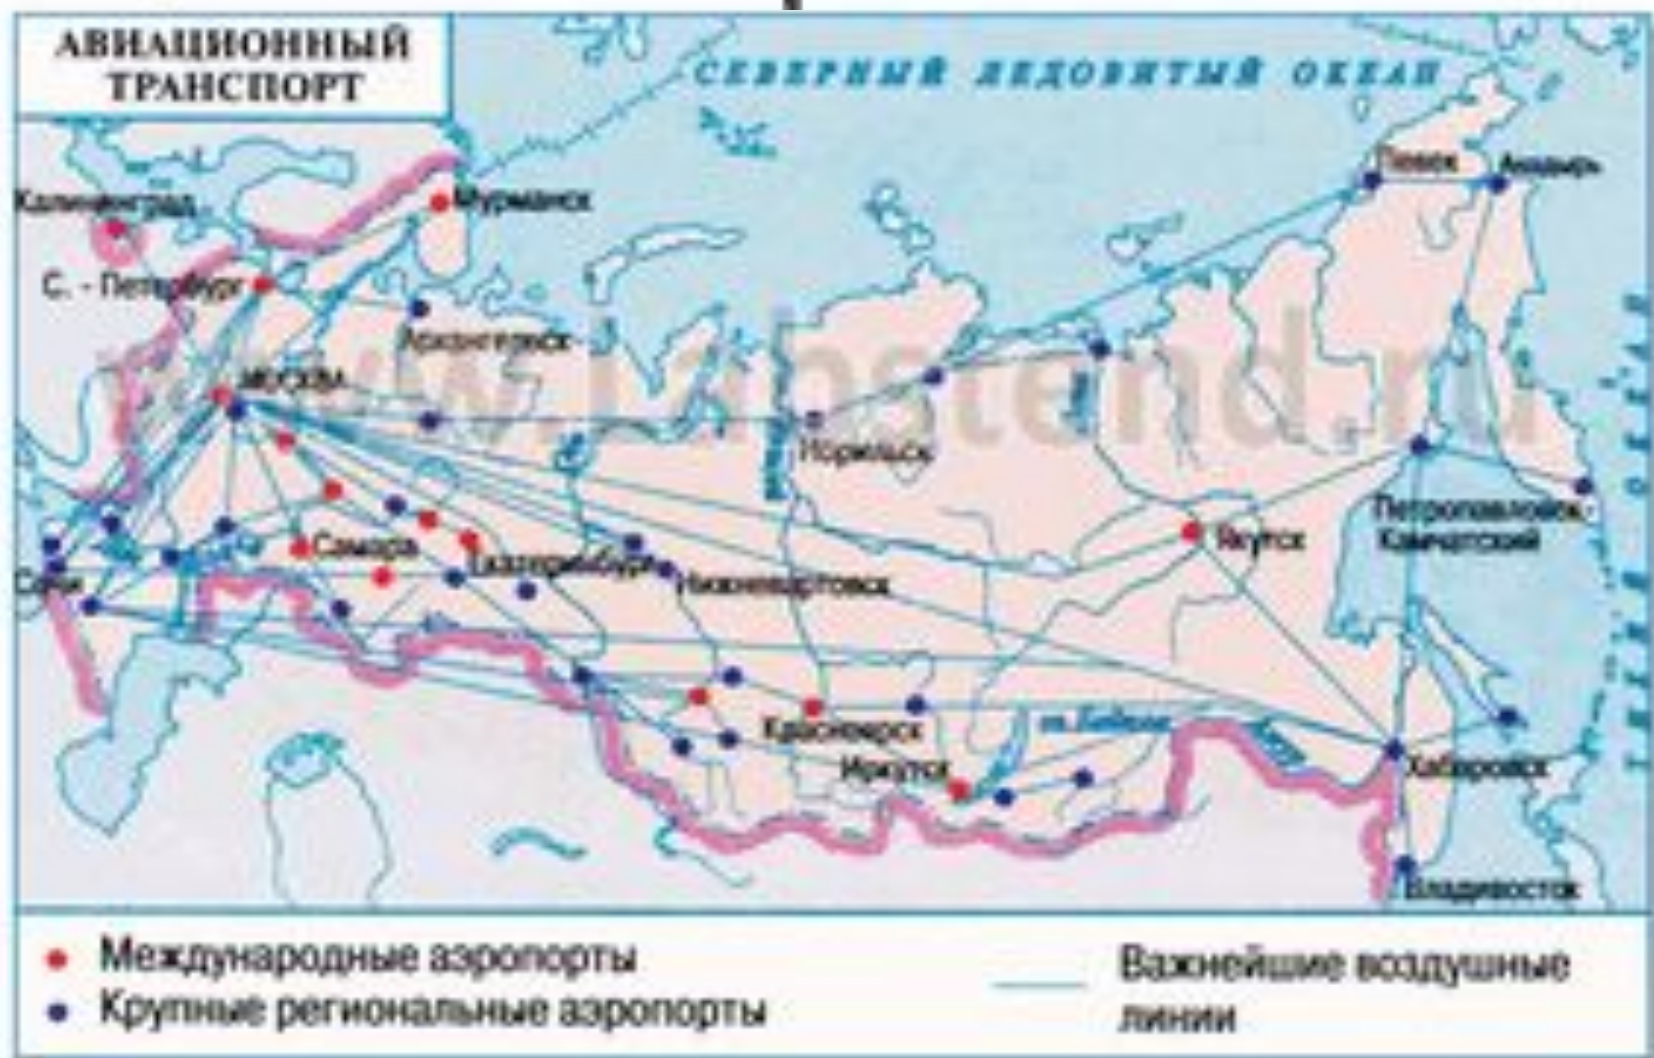 АВИАЦИОННЫЙ
ТРАНСПОРТ
СЕВЕРНЫЙ ЛЕДОВИТЫЙ ОКЕАН
Певек
Анадырь
Калининград
Мурманск
С. - Петербург
Архангельск
МОСКВА
Норильск
Петропавловск-
Камчатский
Якутск
Самара
Екатеринбург
Сочи
Нижневартовск
Красноярск
оз. Байкал
Иркутск
Хабаровск
Владивосток
Международные аэропорты
Крупные региональные аэропорты
Важнейшие воздушные
линии